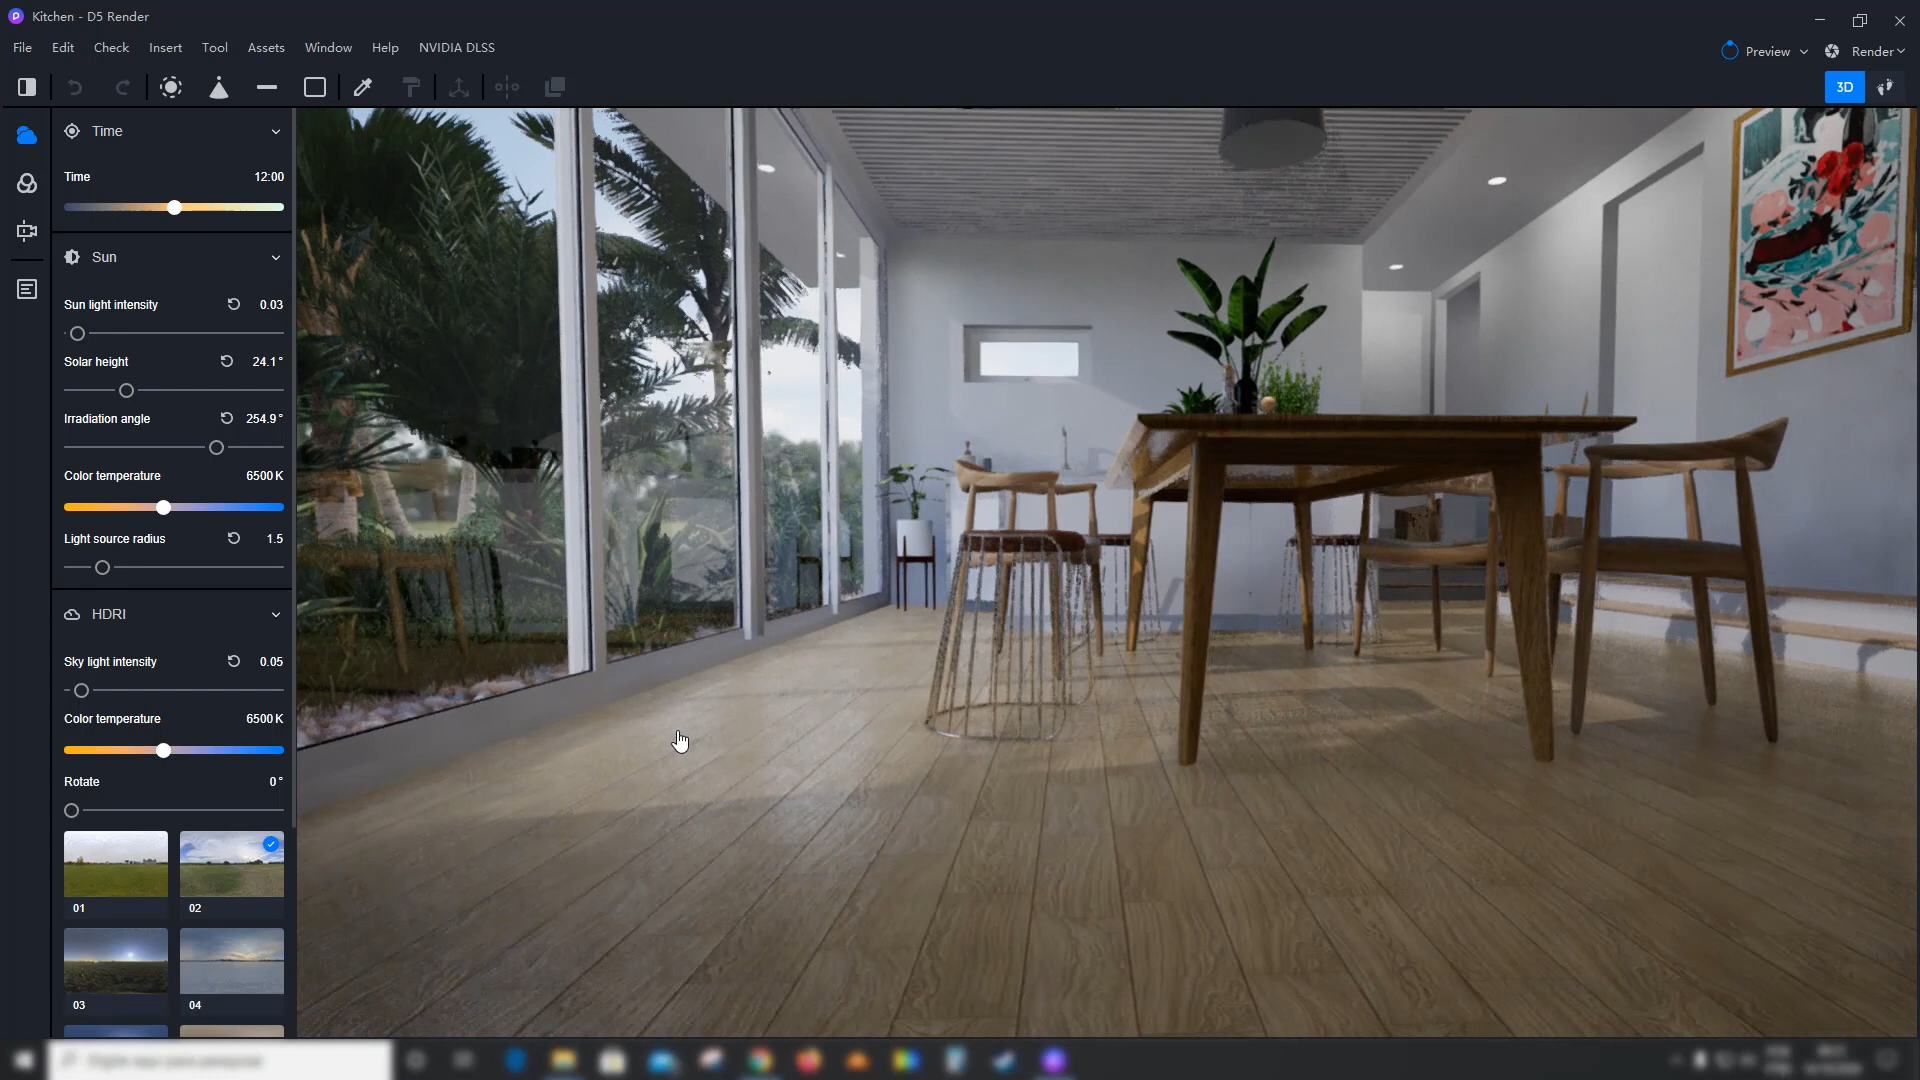 Kitchen - D5 Render
File Edit Check Insert Tool Assets Window Help NVIDIA DLSS
Preview Render
3D
Time
Time 12:00
Sun
Sun light intensity 0.03
Solar height 24.1°
Irradiation angle 254.9°
Color temperature 6500 K
Light source radius 1.5
HDRI
Sky light intensity 0.05
Color temperature 6500 K
Rotate 0°
01 02
03 04